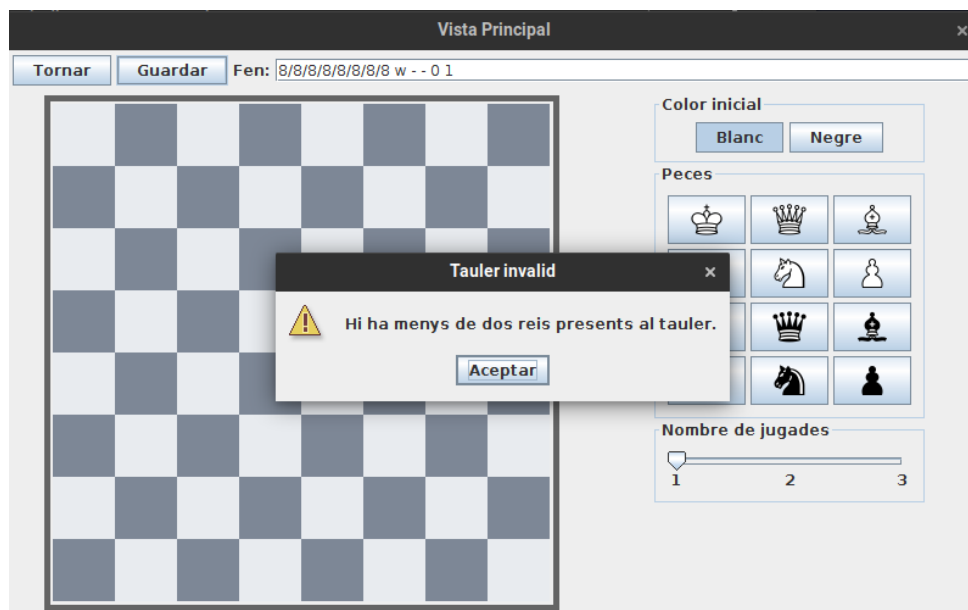 Vista Principal
Tornar Guardar Fen: 8/8/8/8/8/8/8/8 w - - 0 1
Color inicial
Blanc Negre
Peces
Tauler invalid
Hi ha menys de dos reis presents al tauler.
Aceptar
Nombre de jugades
1 2 3